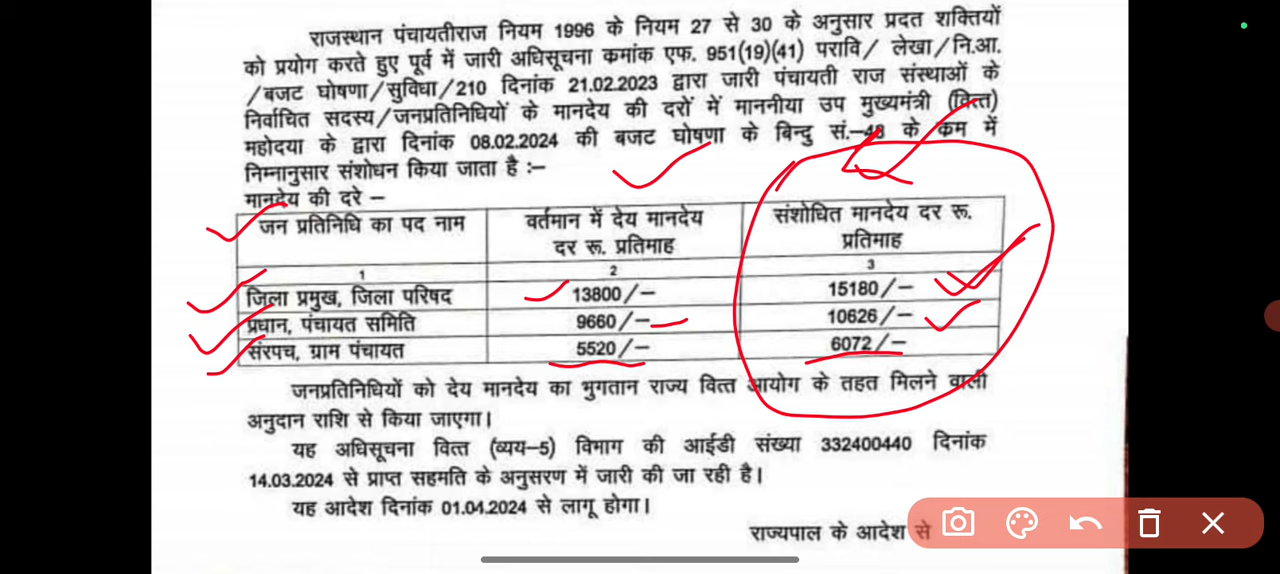 राजस्थान पंचायतीराज नियम 1996 के नियम 27 से 30 के अनुसार प्रदत शक्तियों
को प्रयोग करते हुए पूर्व में जारी अधिसूचना कमांक एफ. 951(19)(41) परावि/ लेखा/नि.आ.
/बजट घोषणा/सुविधा/210 दिनांक 21.02.2023 द्वारा जारी पंचायती राज संस्थाओं के
निर्वाचित सदस्य/जनप्रतिनिधियों के मानदेय की दरों में माननीया उप मुख्यमंत्री (वित्त)
महोदया के द्वारा दिनांक 08.02.2024 की बजट घोषणा के बिन्दु सं.–48 के कम में
निम्नानुसार संशोधन किया जाता है :–
मानदेय की दरे –
जन प्रतिनिधि का पद नाम वर्तमान में देय मानदेय दर रू. प्रतिमाह संशोधित मानदेय दर रू. प्रतिमाह
1 2 3
जिला प्रमुख, जिला परिषद 13800/– 15180/–
प्रधान, पंचायत समिति 9660/– 10626/–
संरपच, ग्राम पंचायत 5520/– 6072/–
जनप्रतिनिधियों को देय मानदेय का भुगतान राज्य वित्त आयोग के तहत मिलने वाली
अनुदान राशि से किया जाएगा।
यह अधिसूचना वित्त (व्यय–5) विभाग की आईडी संख्या 332400440 दिनांक
14.03.2024 से प्राप्त सहमति के अनुसरण में जारी की जा रही है।
यह आदेश दिनांक 01.04.2024 से लागू होगा।
राज्यपाल के आदेश से